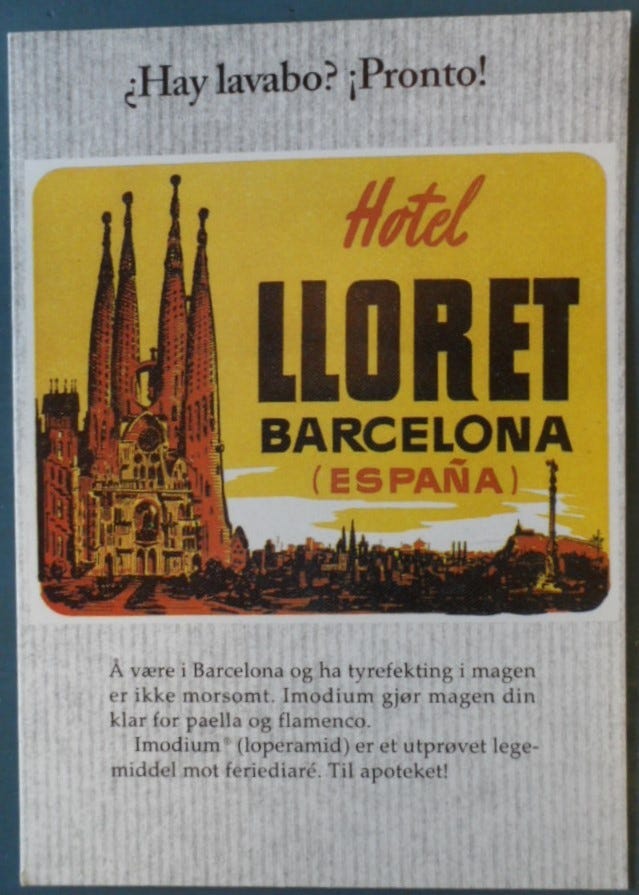 ¿Hay lavabo? ¡Pronto!
Hotel
LLORET
BARCELONA
(ESPAÑA)
Å være i Barcelona og ha tyrefekting i magen
er ikke morsomt. Imodium gjør magen din
klar for paella og flamenco.
Imodium® (loperamid) er et utprøvet lege-
middel mot feriediaré. Til apoteket!